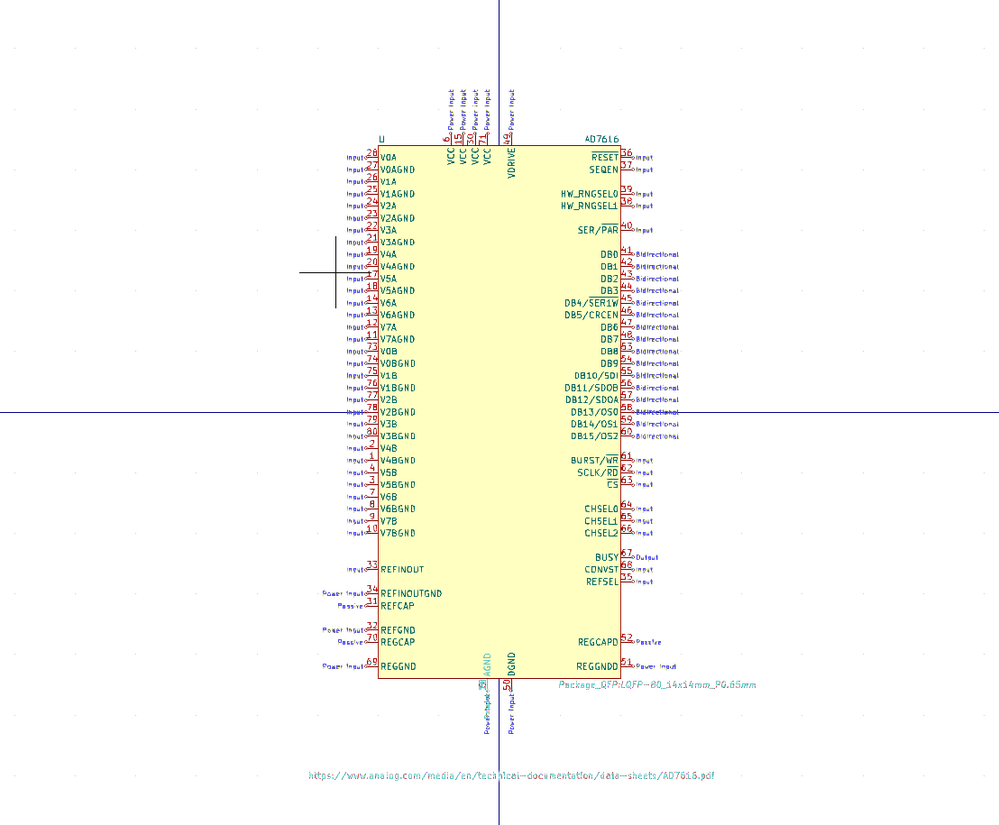 Power Input 6 VCC
Power Input 15 VCC
Power Input 30 VCC
Power Input 71 VCC
Power Input 49 VDRIVE
U
AD7616
Input 28 V0A
Input 27 V0AGND
Input 26 V1A
Input 25 V1AGND
Input 24 V2A
Input 23 V2AGND
Input 22 V3A
Input 21 V3AGND
Input 19 V4A
Input 20 V4AGND
Input 17 V5A
Input 18 V5AGND
Input 14 V6A
Input 13 V6AGND
Input 12 V7A
Input 11 V7AGND
Input 73 V0B
Input 74 V0BGND
Input 75 V1B
Input 76 V1BGND
Input 77 V2B
Input 78 V2BGND
Input 79 V3B
Input 80 V3BGND
Input 2 V4B
Input 1 V4BGND
Input 4 V5B
Input 3 V5BGND
Input 7 V6B
Input 8 V6BGND
Input 9 V7B
Input 10 V7BGND
Input 33 REFINOUT
Power Input 34 REFINOUTGND
Passive 31 REFCAP
Power Input 32 REFGND
Passive 70 REGCAP
Power Input 69 REGGND
RESET 36 Input
SEQEN 37 Input
HW_RNGSEL0 39 Input
HW_RNGSEL1 38 Input
SER/PAR 40 Input
DB0 41 Bidirectional
DB1 42 Bidirectional
DB2 43 Bidirectional
DB3 44 Bidirectional
DB4/SER1W 45 Bidirectional
DB5/CRCEN 46 Bidirectional
DB6 47 Bidirectional
DB7 48 Bidirectional
DB8 53 Bidirectional
DB9 54 Bidirectional
DB10/SDI 55 Bidirectional
DB11/SDOB 56 Bidirectional
DB12/SDOA 57 Bidirectional
DB13/OS0 58 Bidirectional
DB14/OS1 59 Bidirectional
DB15/OS2 60 Bidirectional
BURST/WR 61 Input
SCLK/RD 62 Input
CS 63 Input
CHSEL0 64 Input
CHSEL1 65 Input
CHSEL2 66 Input
BUSY 67 Output
CONVST 68 Input
REFSEL 35 Input
REGCAPD 52 Passive
REGGNDD 51 Power Input
AGND
Power Input
DGND 50 Power Input
Package_QFP:LQFP-80_14x14mm_P0.65mm
https://www.analog.com/media/en/technical-documentation/data-sheets/AD7616.pdf